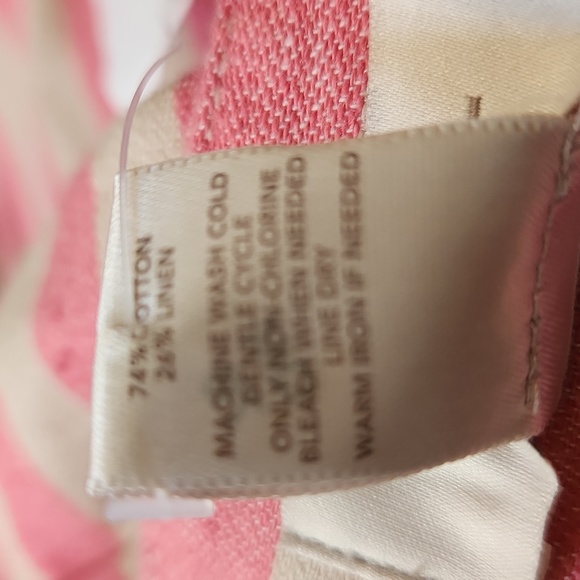 74% COTTON
26% LINEN
MACHINE WASH COLD
GENTLE CYCLE
ONLY NON-CHLORINE
BLEACH WHEN NEEDED
LINE DRY
WARM IRON IF NEEDED